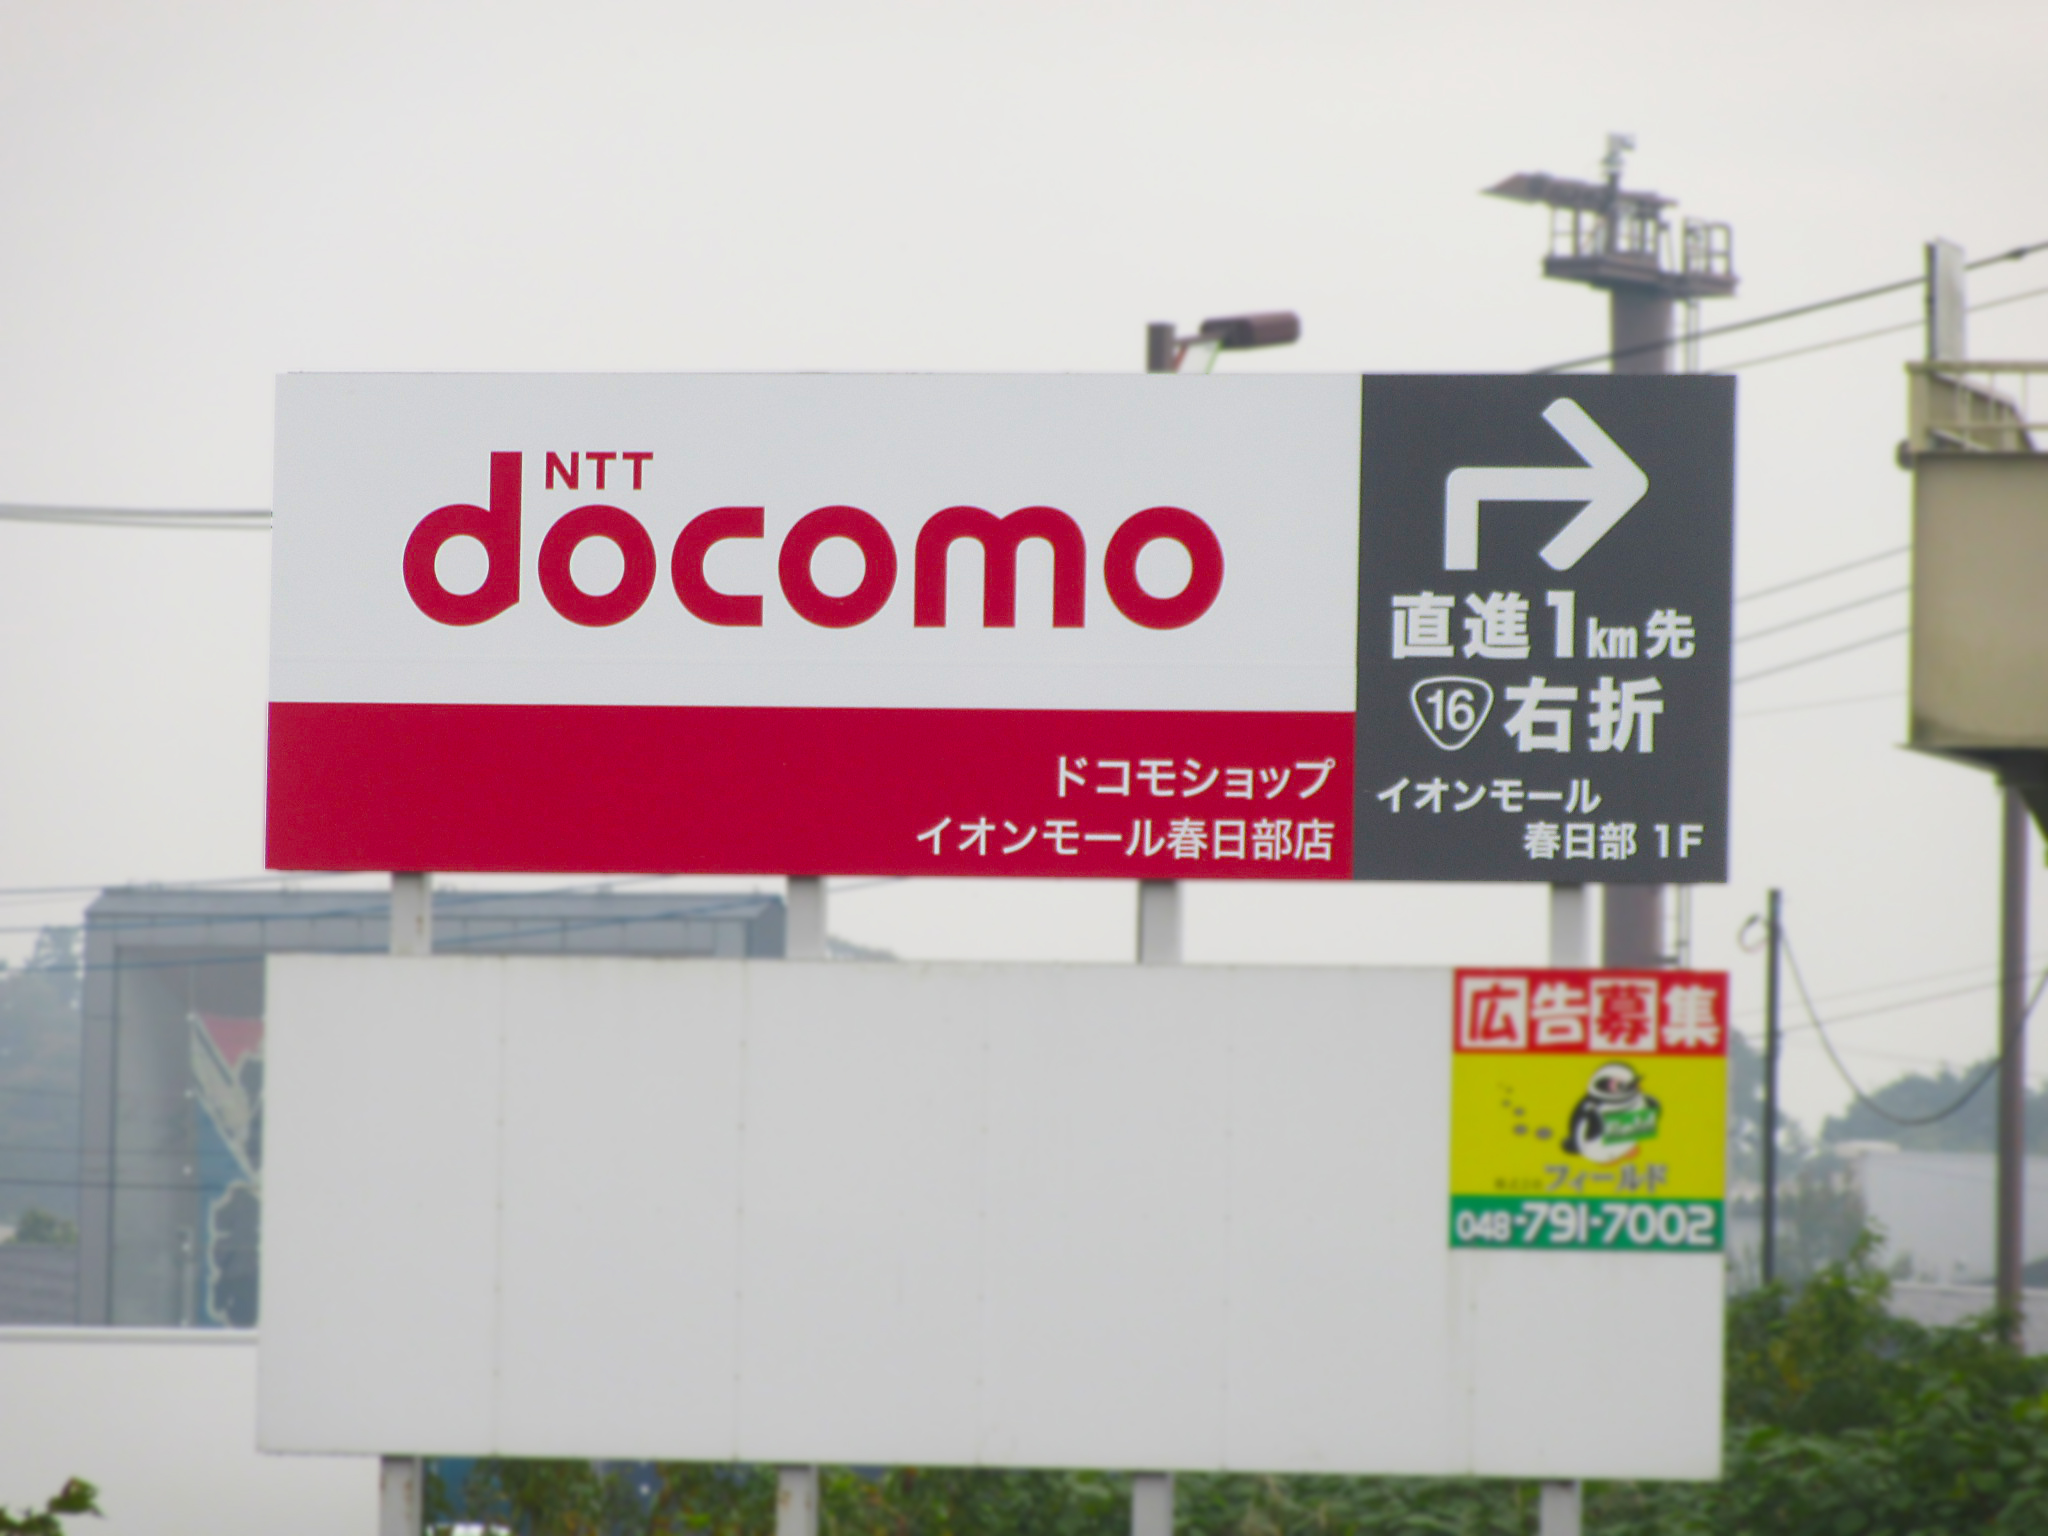 NTT
docomo
ドコモショップ
イオンモール春日部店
直進1km先
16 右折
イオンモール
春日部 1F
広告募集
フィールド
048-791-7002